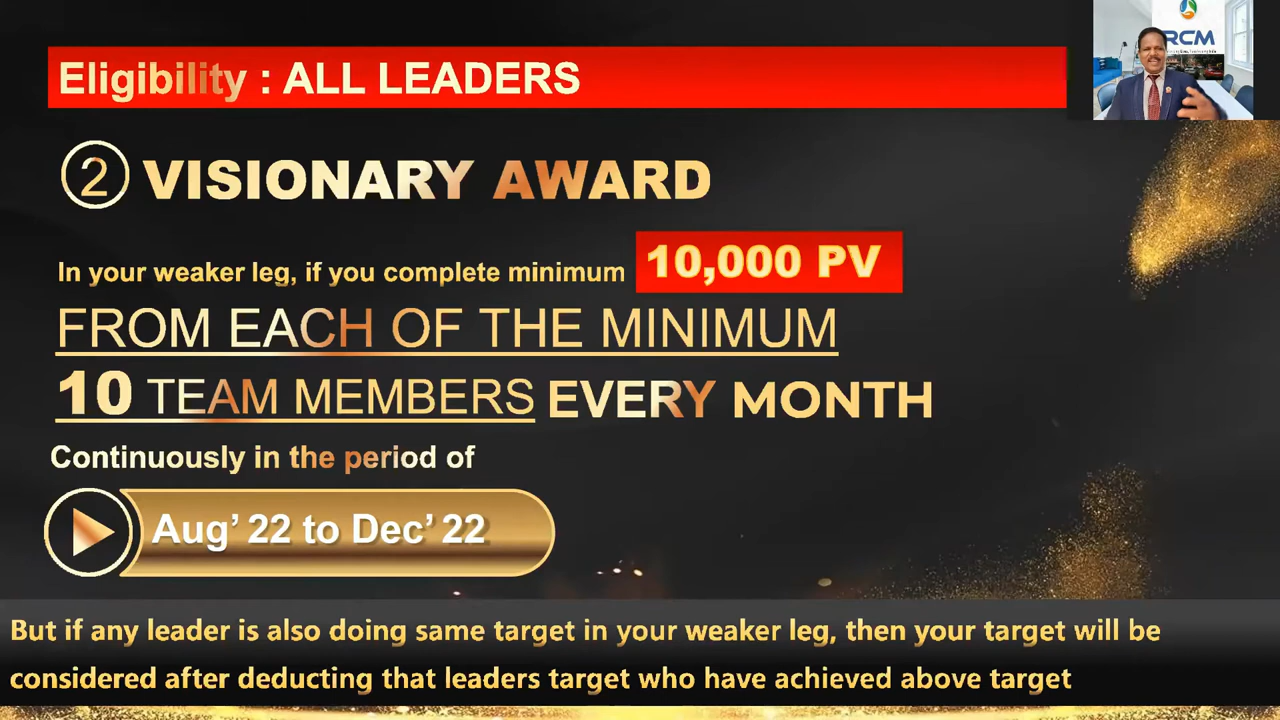 Eligibility : ALL LEADERS
RCM
2 VISIONARY AWARD
In your weaker leg, if you complete minimum 10,000 PV
FROM EACH OF THE MINIMUM
10 TEAM MEMBERS EVERY MONTH
Continuously in the period of
Aug’ 22 to Dec’ 22
But if any leader is also doing same target in your weaker leg, then your target will be
considered after deducting that leaders target who have achieved above target